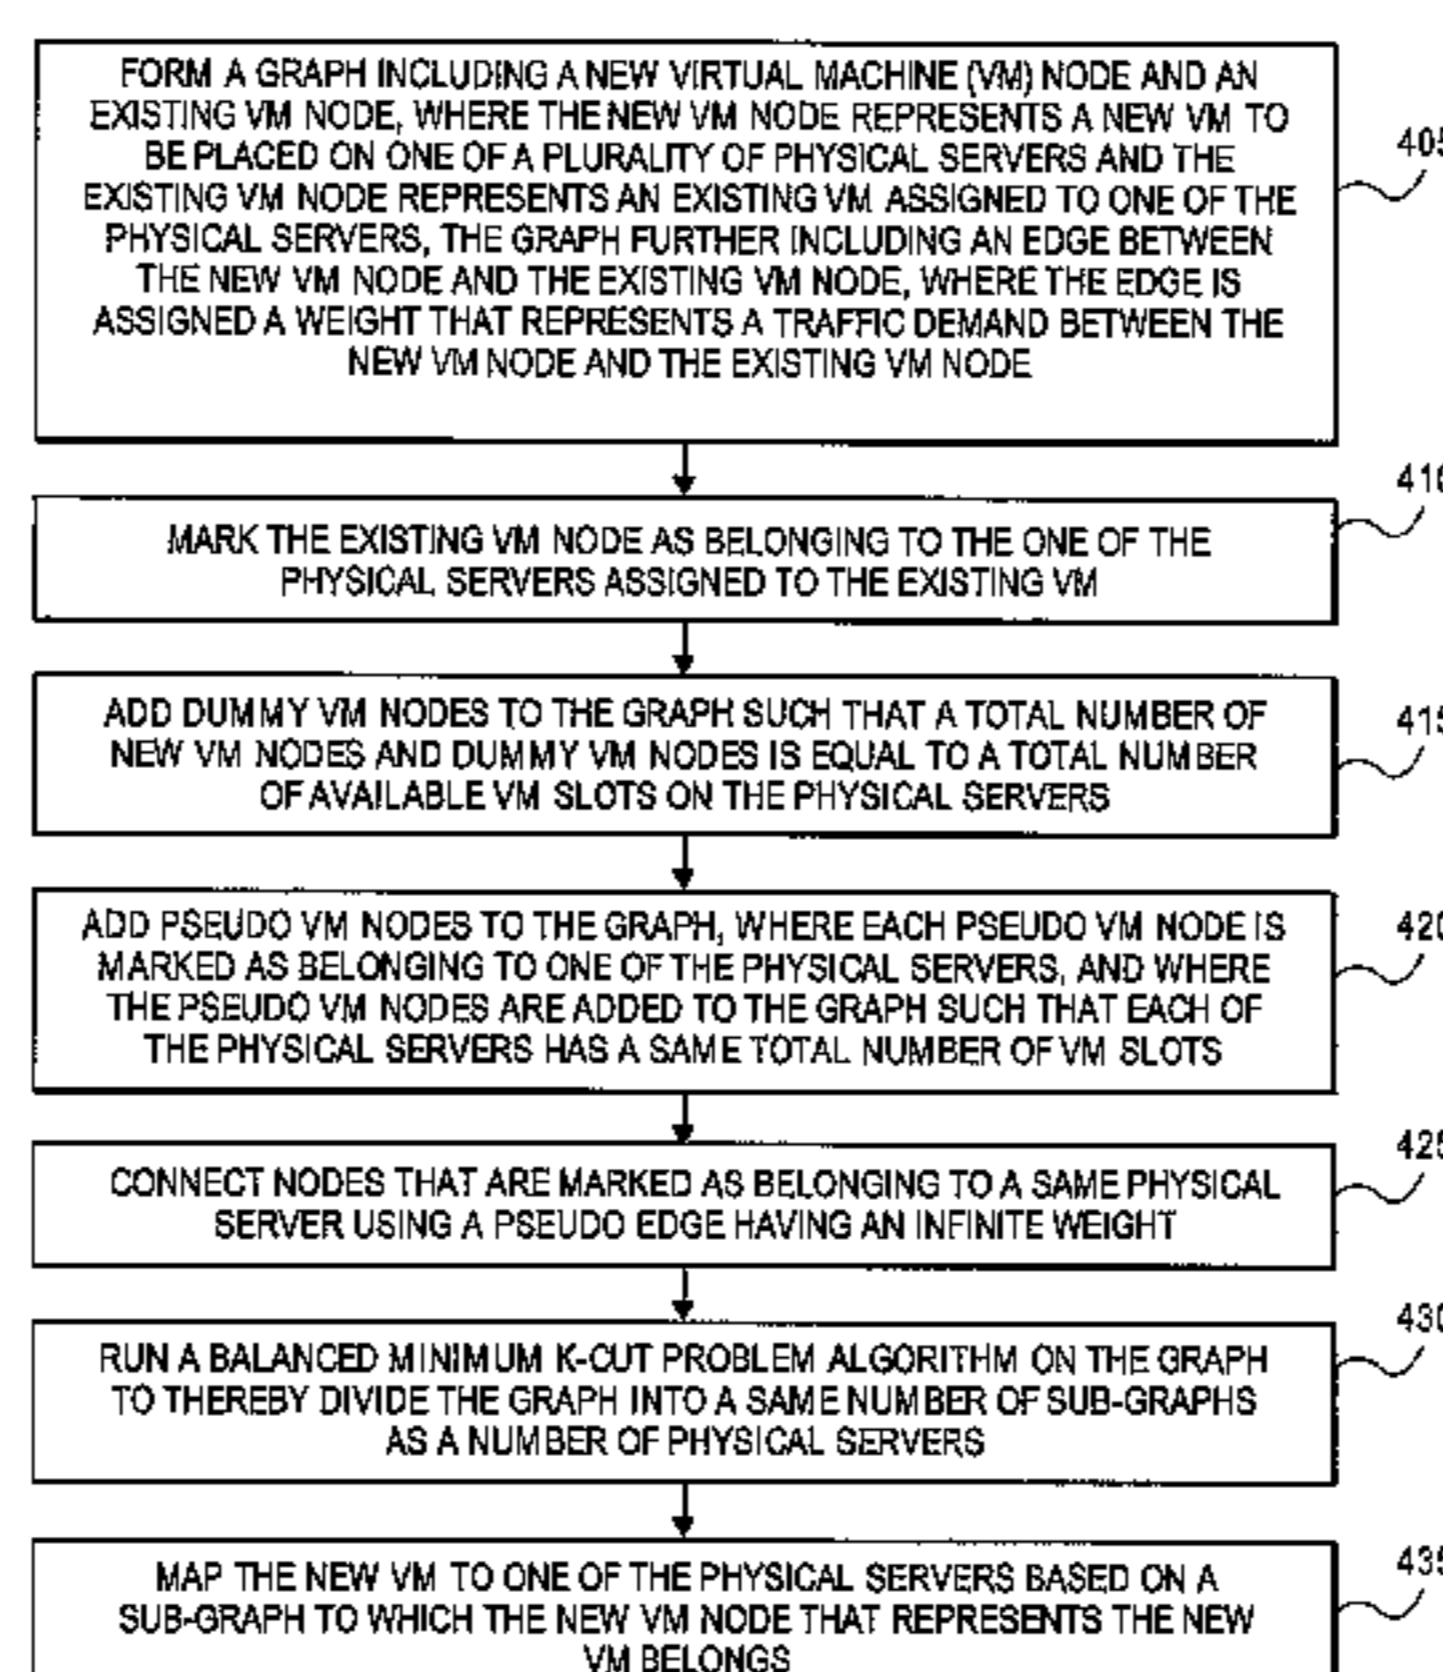 FORM A GRAPH INCLUDING A NEW VIRTUAL MACHINE (VM) NODE AND AN
EXISTING VM NODE, WHERE THE NEW VM NODE REPRESENTS A NEW VM TO
BE PLACED ON ONE OF A PLURALITY OF PHYSICAL SERVERS AND THE
EXISTING VM NODE REPRESENTS AN EXISTING VM ASSIGNED TO ONE OF THE
PHYSICAL SERVERS, THE GRAPH FURTHER INCLUDING AN EDGE BETWEEN
THE NEW VM NODE AND THE EXISTING VM NODE, WHERE THE EDGE IS
ASSIGNED A WEIGHT THAT REPRESENTS A TRAFFIC DEMAND BETWEEN THE
NEW VM NODE AND THE EXISTING VM NODE
405
MARK THE EXISTING VM NODE AS BELONGING TO THE ONE OF THE
PHYSICAL SERVERS ASSIGNED TO THE EXISTING VM
410
ADD DUMMY VM NODES TO THE GRAPH SUCH THAT A TOTAL NUMBER OF
NEW VM NODES AND DUMMY VM NODES IS EQUAL TO A TOTAL NUMBER
OF AVAILABLE VM SLOTS ON THE PHYSICAL SERVERS
415
ADD PSEUDO VM NODES TO THE GRAPH, WHERE EACH PSEUDO VM NODE IS
MARKED AS BELONGING TO ONE OF THE PHYSICAL SERVERS, AND WHERE
THE PSEUDO VM NODES ARE ADDED TO THE GRAPH SUCH THAT EACH OF
THE PHYSICAL SERVERS HAS A SAME TOTAL NUMBER OF VM SLOTS
420
CONNECT NODES THAT ARE MARKED AS BELONGING TO A SAME PHYSICAL
SERVER USING A PSEUDO EDGE HAVING AN INFINITE WEIGHT
425
RUN A BALANCED MINIMUM K-CUT PROBLEM ALGORITHM ON THE GRAPH
TO THEREBY DIVIDE THE GRAPH INTO A SAME NUMBER OF SUB-GRAPHS
AS A NUMBER OF PHYSICAL SERVERS
430
MAP THE NEW VM TO ONE OF THE PHYSICAL SERVERS BASED ON A
SUB-GRAPH TO WHICH THE NEW VM NODE THAT REPRESENTS THE NEW
VM BELONGS
435